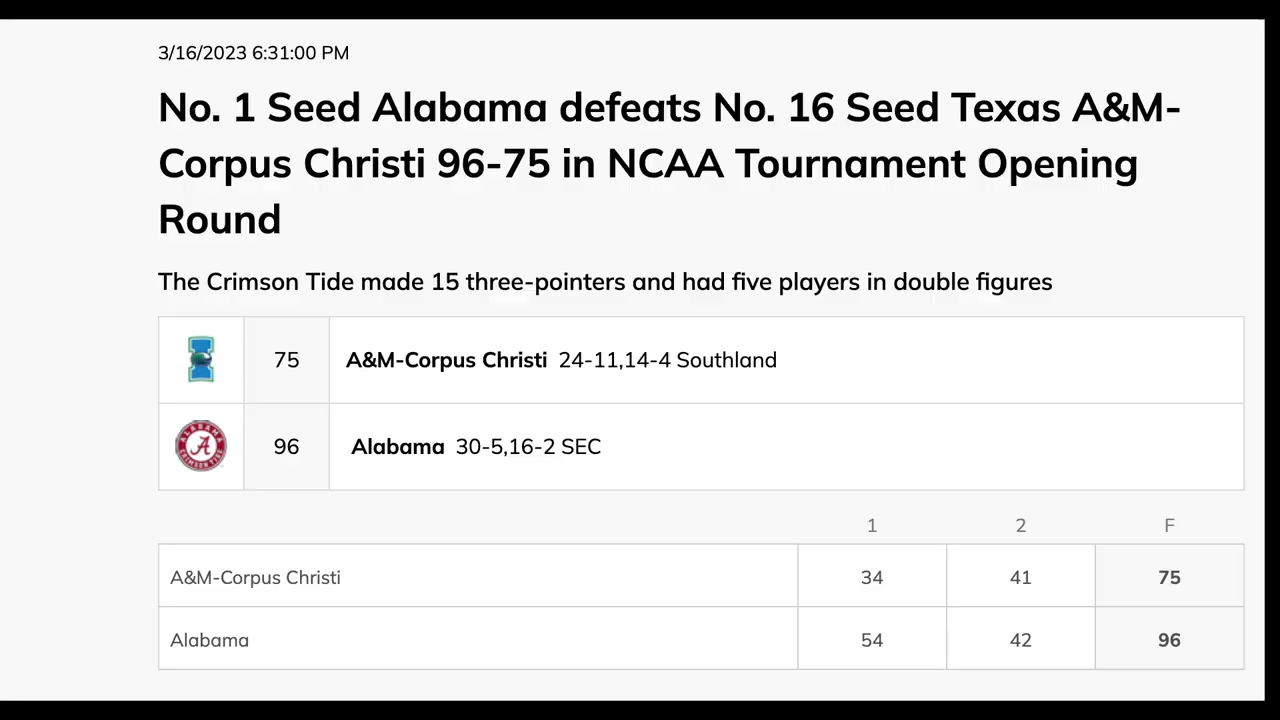 3/16/2023 6:31:00 PM
No. 1 Seed Alabama defeats No. 16 Seed Texas A&M-
Corpus Christi 96-75 in NCAA Tournament Opening
Round
The Crimson Tide made 15 three-pointers and had five players in double figures
75 A&M-Corpus Christi 24-11,14-4 Southland
96 Alabama 30-5,16-2 SEC
1 2 F
A&M-Corpus Christi 34 41 75
Alabama 54 42 96